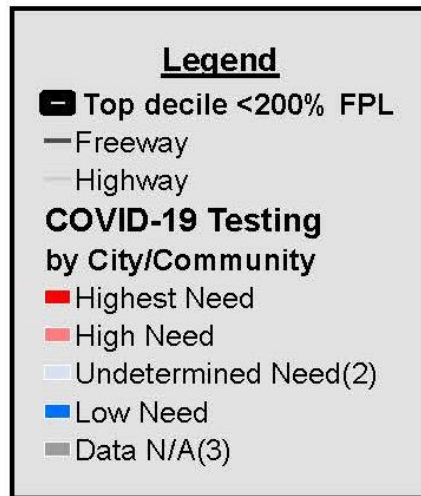 Legend
Top decile <200% FPL
Freeway
Highway
COVID-19 Testing
by City/Community
Highest Need
High Need
Undetermined Need(2)
Low Need
Data N/A(3)